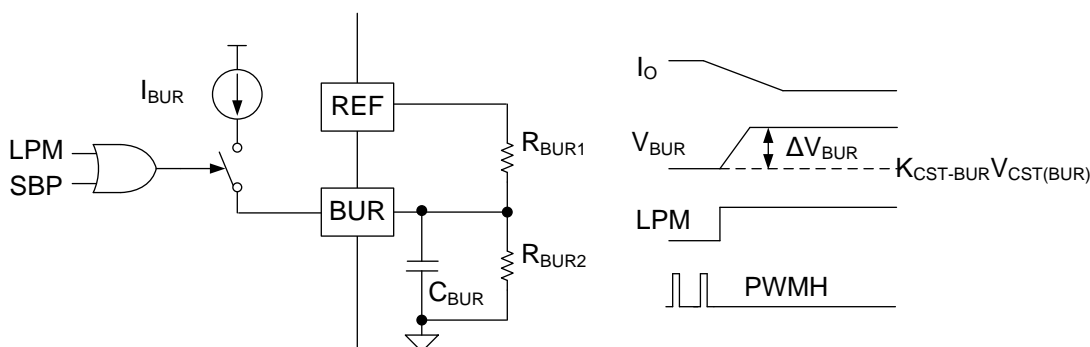 I_BUR
REF
LPM
SBP
BUR
R_BUR1
R_BUR2
C_BUR
I_O
V_BUR
ΔV_BUR
K_CST-BUR V_CST(BUR)
LPM
PWMH